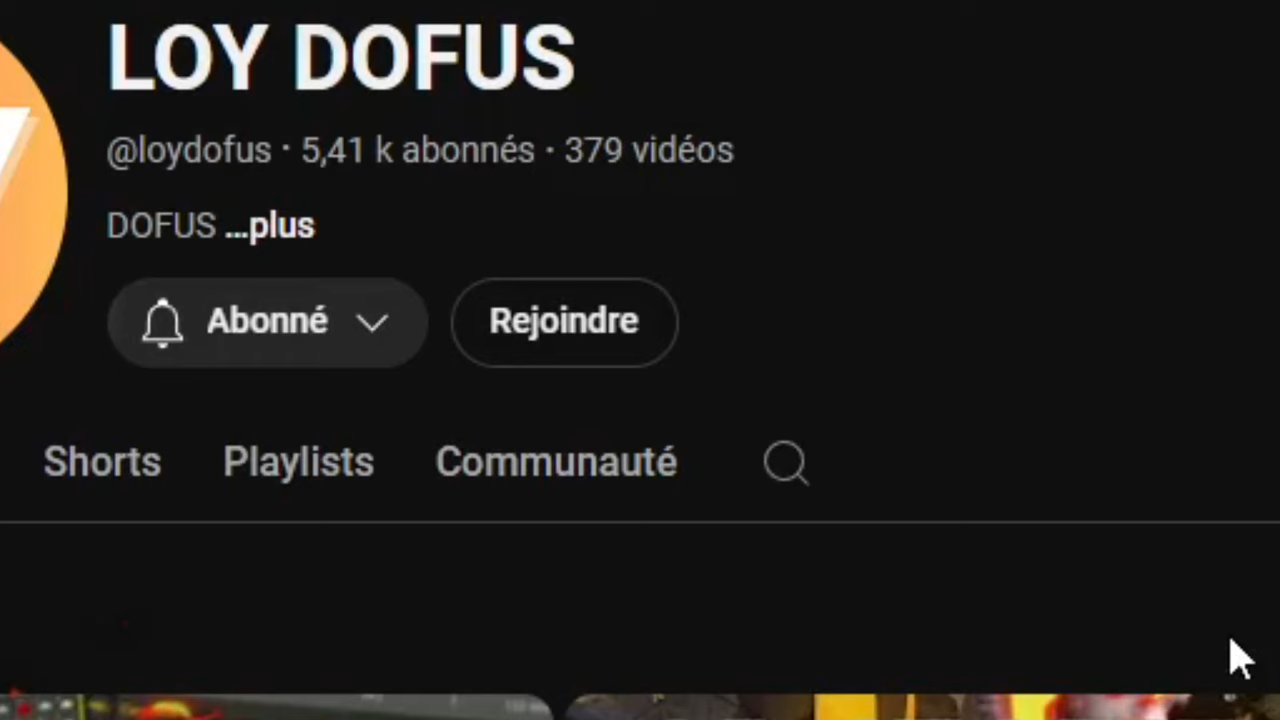 LOY DOFUS
@loydofus · 5,41 k abonnés · 379 vidéos
DOFUS ...plus
Abonné
Rejoindre
Shorts Playlists Communauté